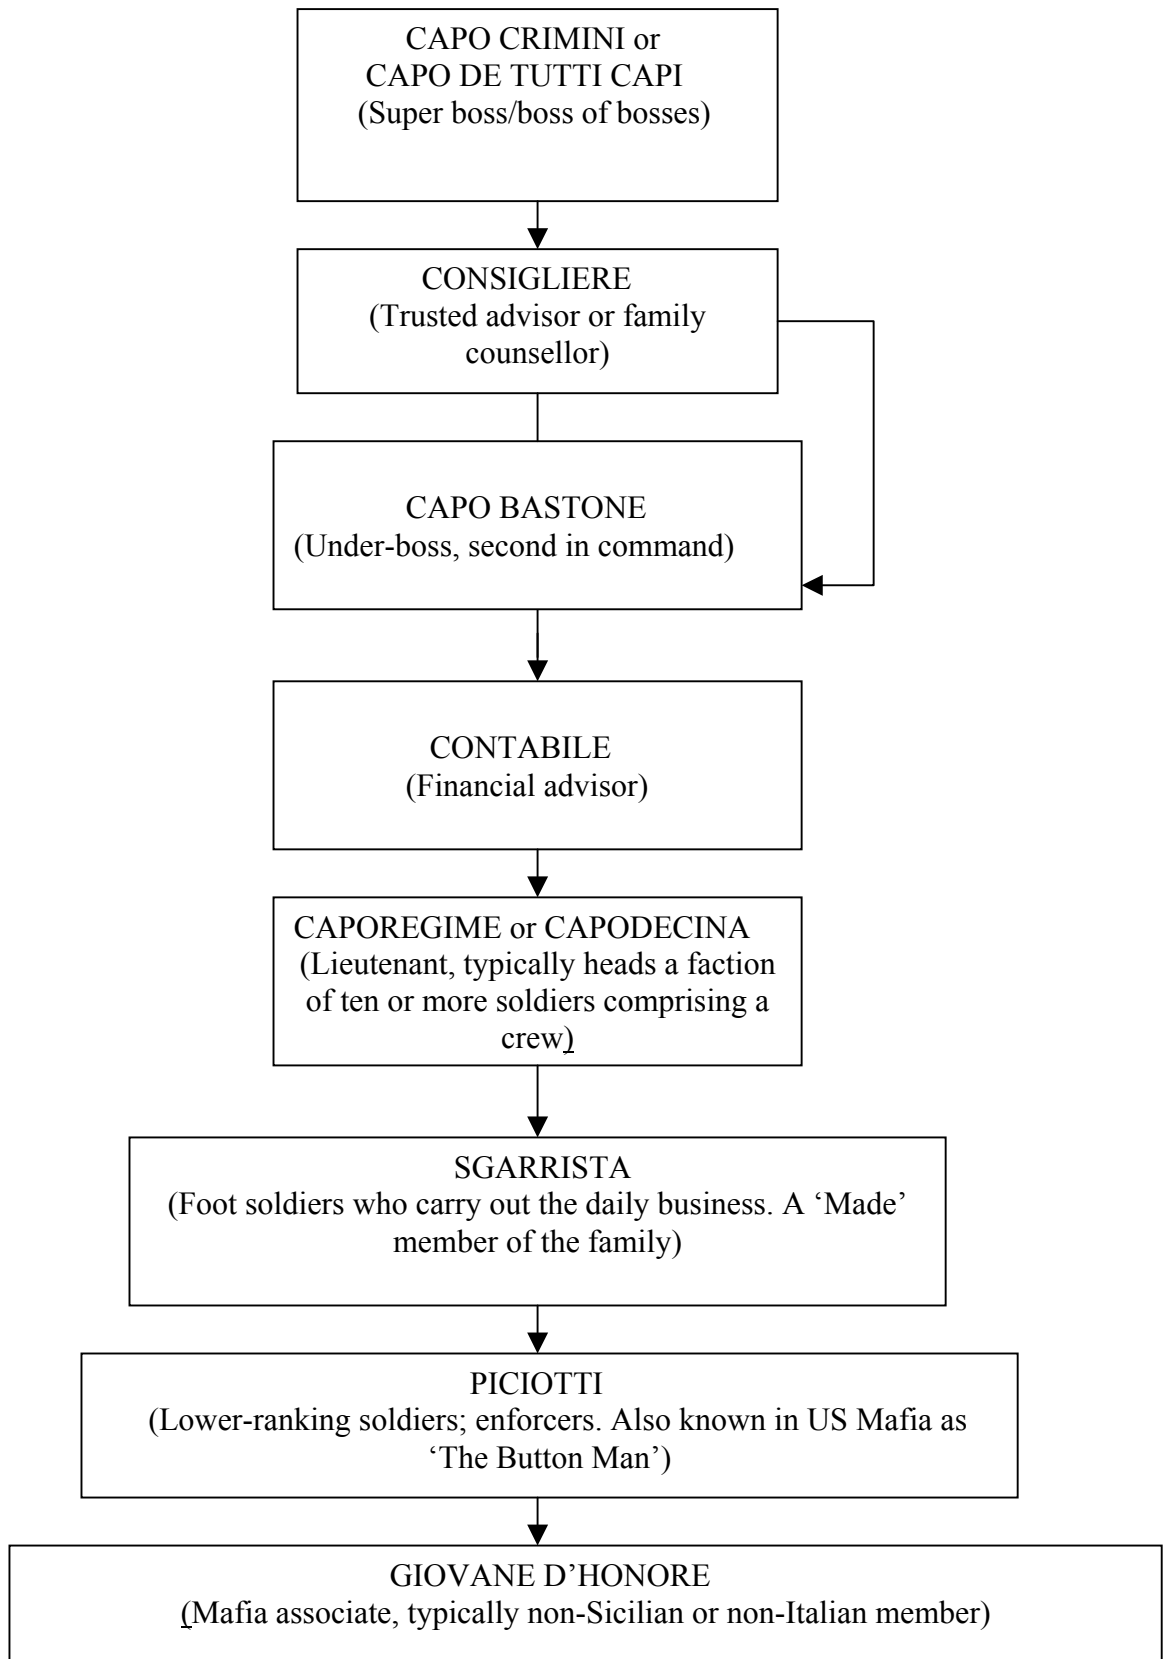 CAPO CRIMINI or
CAPO DE TUTTI CAPI
(Super boss/boss of bosses)
CONSIGLIERE
(Trusted advisor or family
counsellor)
CAPO BASTONE
(Under-boss, second in command)
CONTABILE
(Financial advisor)
CAPOREGIME or CAPODECINA
(Lieutenant, typically heads a faction
of ten or more soldiers comprising a
crew)
SGARRISTA
(Foot soldiers who carry out the daily business. A ‘Made’
member of the family)
PICIOTTI
(Lower-ranking soldiers; enforcers. Also known in US Mafia as
‘The Button Man’)
GIOVANE D’HONORE
(Mafia associate, typically non-Sicilian or non-Italian member)